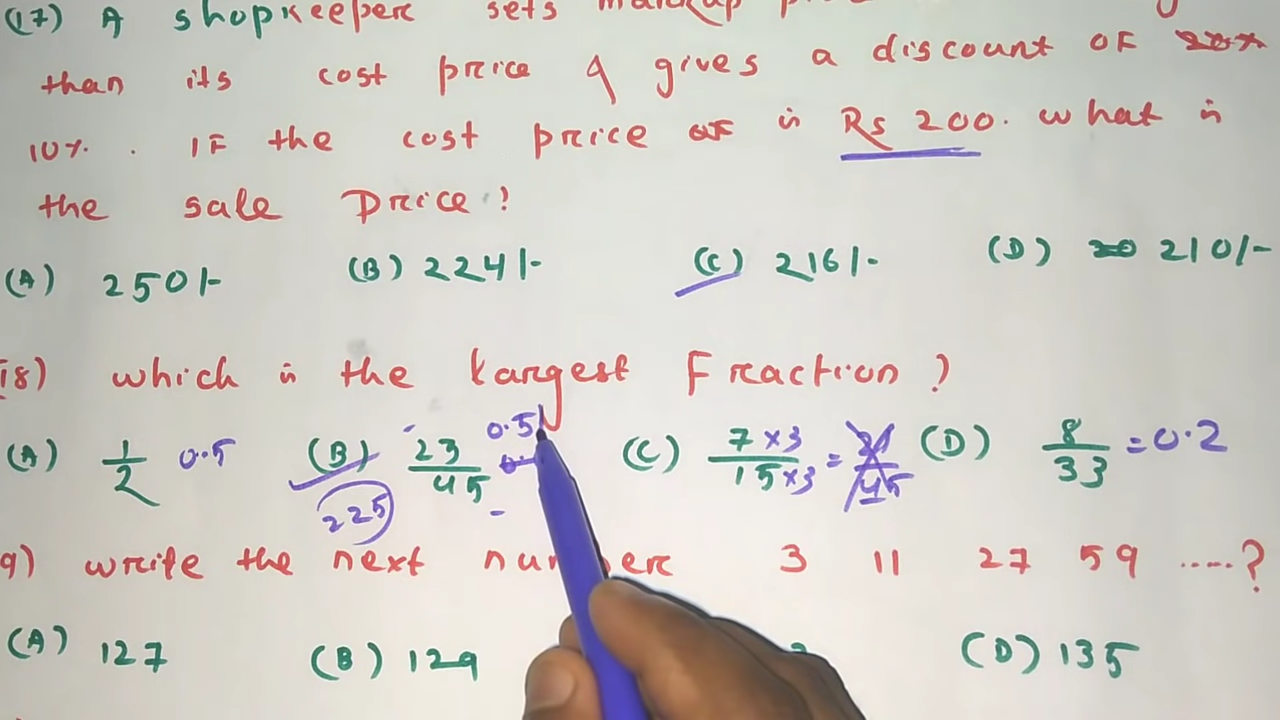 (17) A shopkeeper sets
than its cost price & gives a discount of
10%. If the cost price is Rs 200. what is
the sale price?
(A) 250/- (B) 224/- (C) 216/- (D) 210/-
18) which is the largest Fraction?
(A) 1/2 0.5 (B) 23/45 0.5 (C) 7×3/15×3 = 21/45 (D) 8/33 = 0.2
225
9) write the next 3 11 27 59 .....?
(A) 127 (B) 129 (D) 135